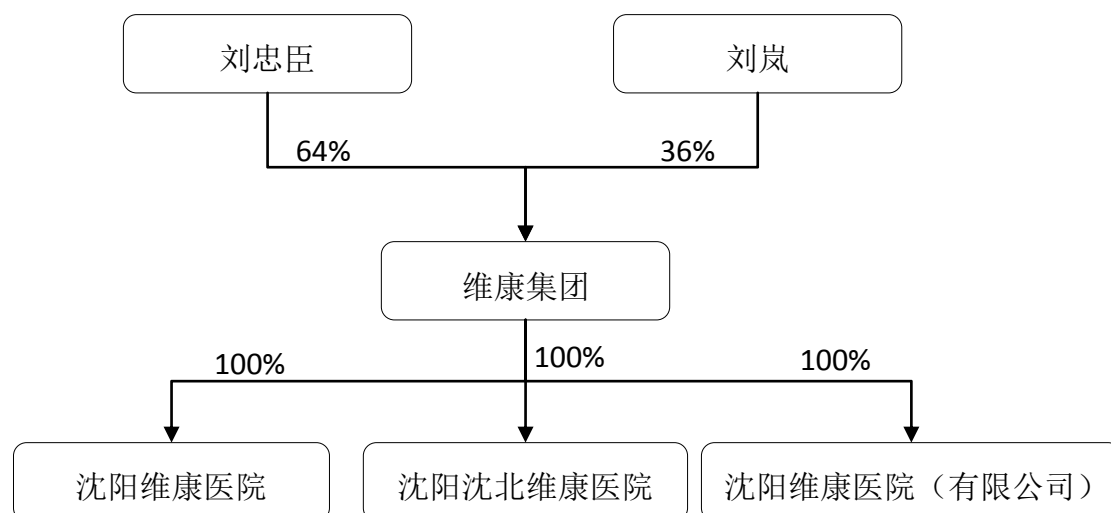 刘忠臣
刘岚
64%
36%
维康集团
100%
100%
100%
沈阳维康医院
沈阳沈北维康医院
沈阳维康医院（有限公司）